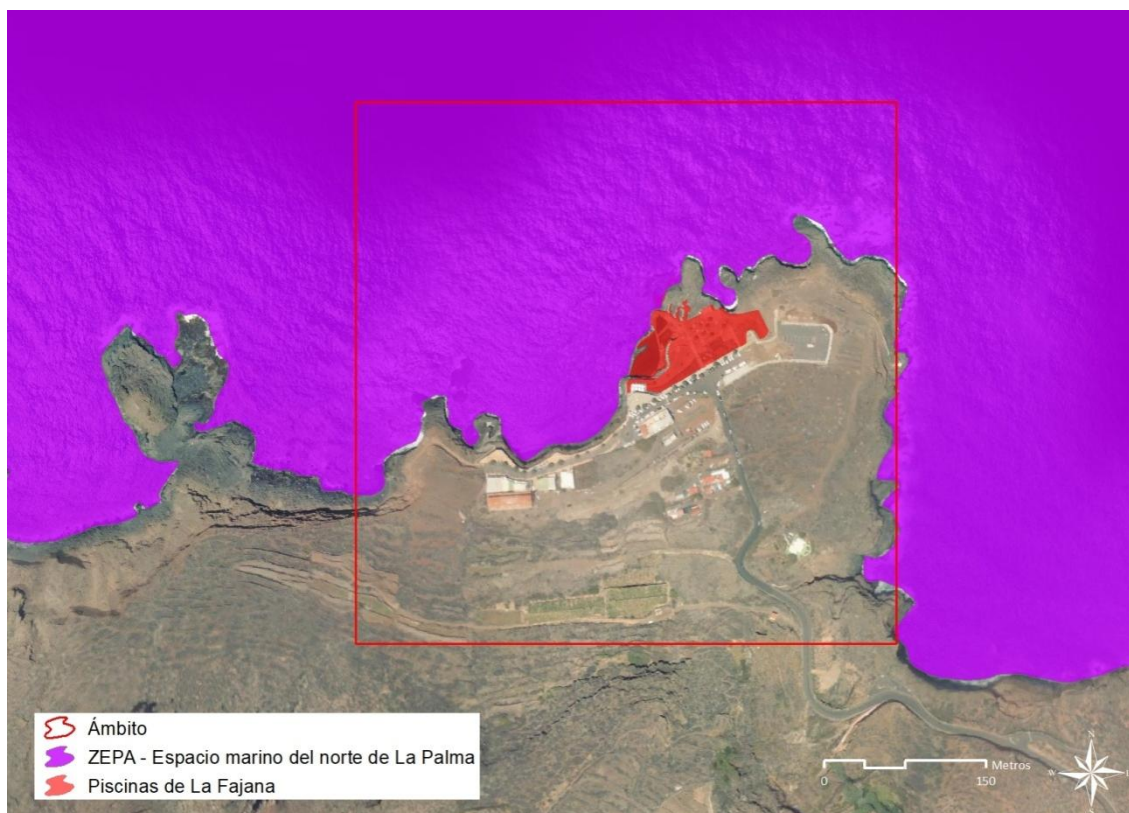 Ámbito
ZEPA - Espacio marino del norte de La Palma
Piscinas de La Fajana
Metros
0 150
N
W E
S